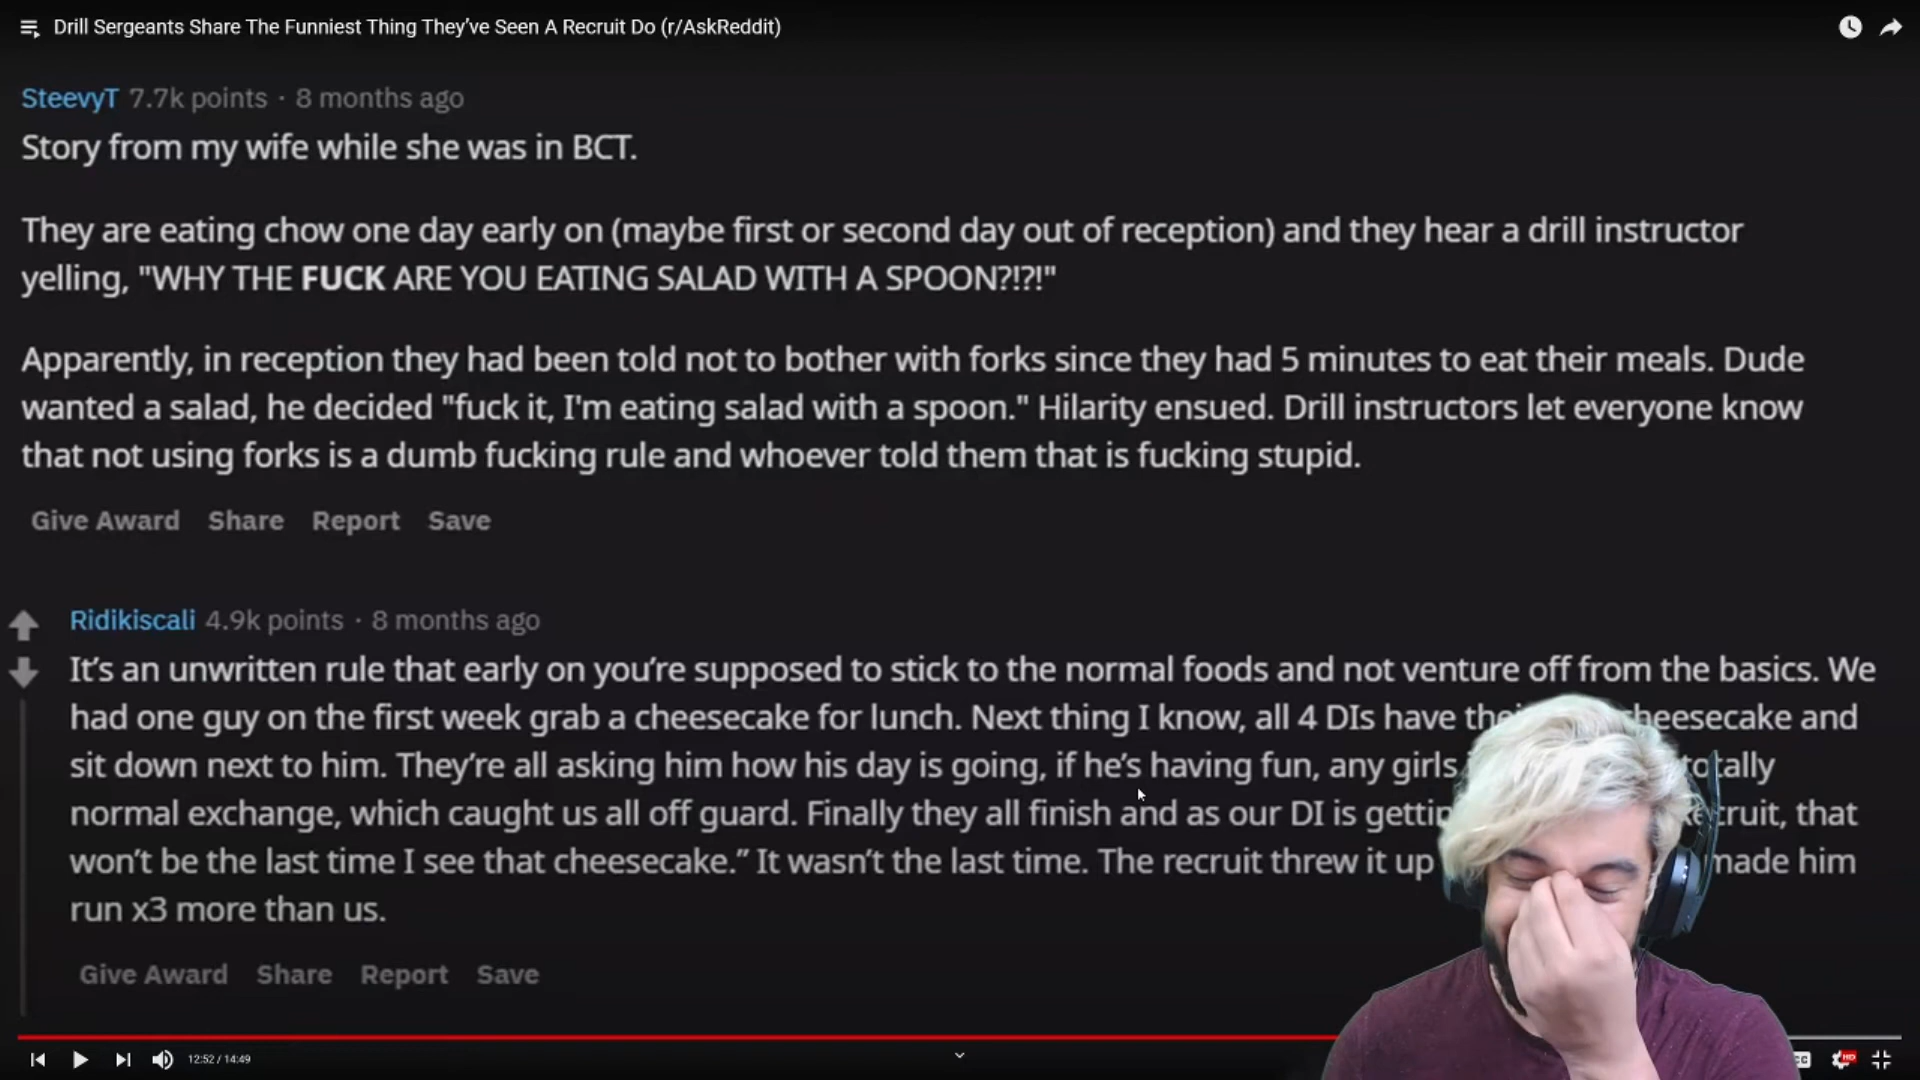 Drill Sergeants Share The Funniest Thing They've Seen A Recruit Do (r/AskReddit)
SteevyT 7.7k points · 8 months ago
Story from my wife while she was in BCT.
They are eating chow one day early on (maybe first or second day out of reception) and they hear a drill instructor
yelling, "WHY THE FUCK ARE YOU EATING SALAD WITH A SPOON?!?!"
Apparently, in reception they had been told not to bother with forks since they had 5 minutes to eat their meals. Dude
wanted a salad, he decided "fuck it, I'm eating salad with a spoon." Hilarity ensued. Drill instructors let everyone know
that not using forks is a dumb fucking rule and whoever told them that is fucking stupid.
Give Award Share Report Save
Ridikiscali 4.9k points · 8 months ago
It's an unwritten rule that early on you're supposed to stick to the normal foods and not venture off from the basics. We
had one guy on the first week grab a cheesecake for lunch. Next thing I know, all 4 DIs have cheesecake and
sit down next to him. They're all asking him how his day is going, if he's having fun, any girls totally
normal exchange, which caught us all off guard. Finally they all finish and as our DI is that
won't be the last time I see that cheesecake.” It wasn't the last time. The recruit threw it up made him
run x3 more than us.
Give Award Share Report Save
12:52 / 14:49
HD